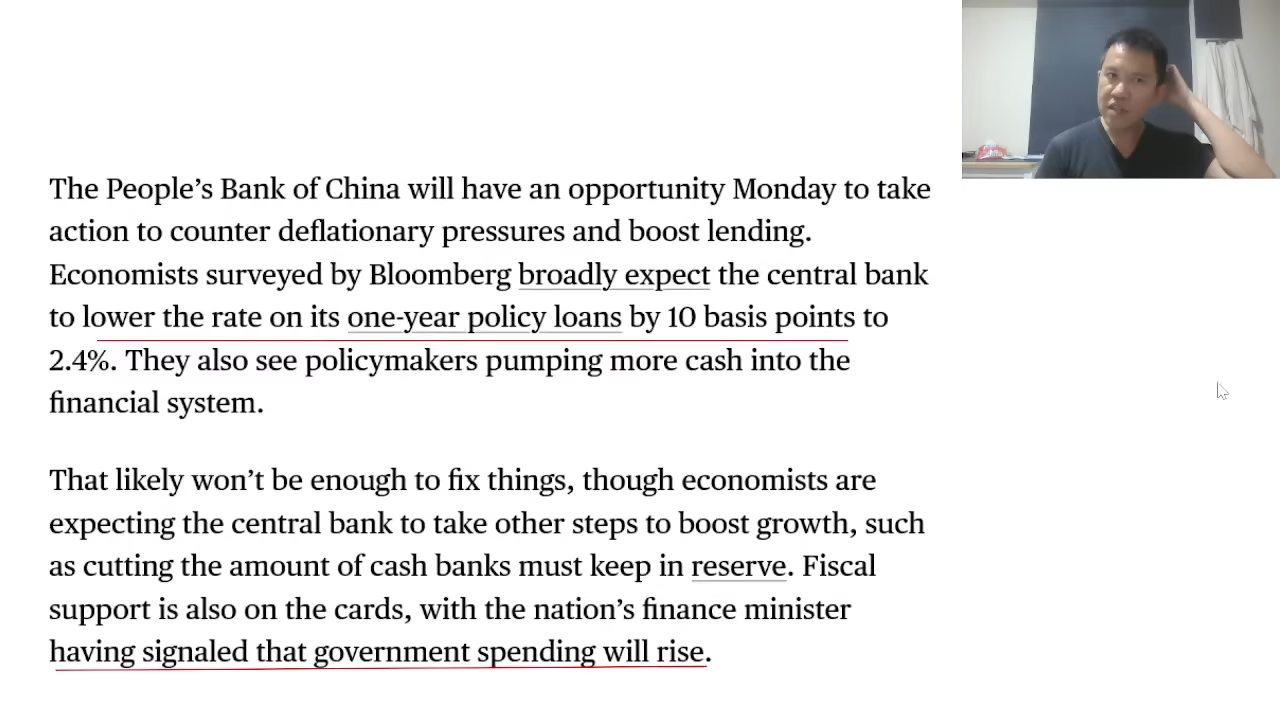 The People’s Bank of China will have an opportunity Monday to take
action to counter deflationary pressures and boost lending.
Economists surveyed by Bloomberg broadly expect the central bank
to lower the rate on its one-year policy loans by 10 basis points to
2.4%. They also see policymakers pumping more cash into the
financial system.
That likely won’t be enough to fix things, though economists are
expecting the central bank to take other steps to boost growth, such
as cutting the amount of cash banks must keep in reserve. Fiscal
support is also on the cards, with the nation’s finance minister
having signaled that government spending will rise.